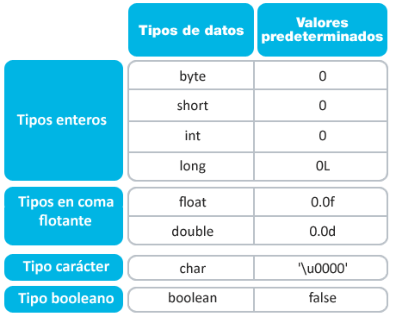 Tipos de datos
Valores
predeterminados
Tipos enteros
byte 0
short 0
int 0
long 0L
Tipos en coma
flotante
float 0.0f
double 0.0d
Tipo carácter char '\u0000'
Tipo booleano boolean false